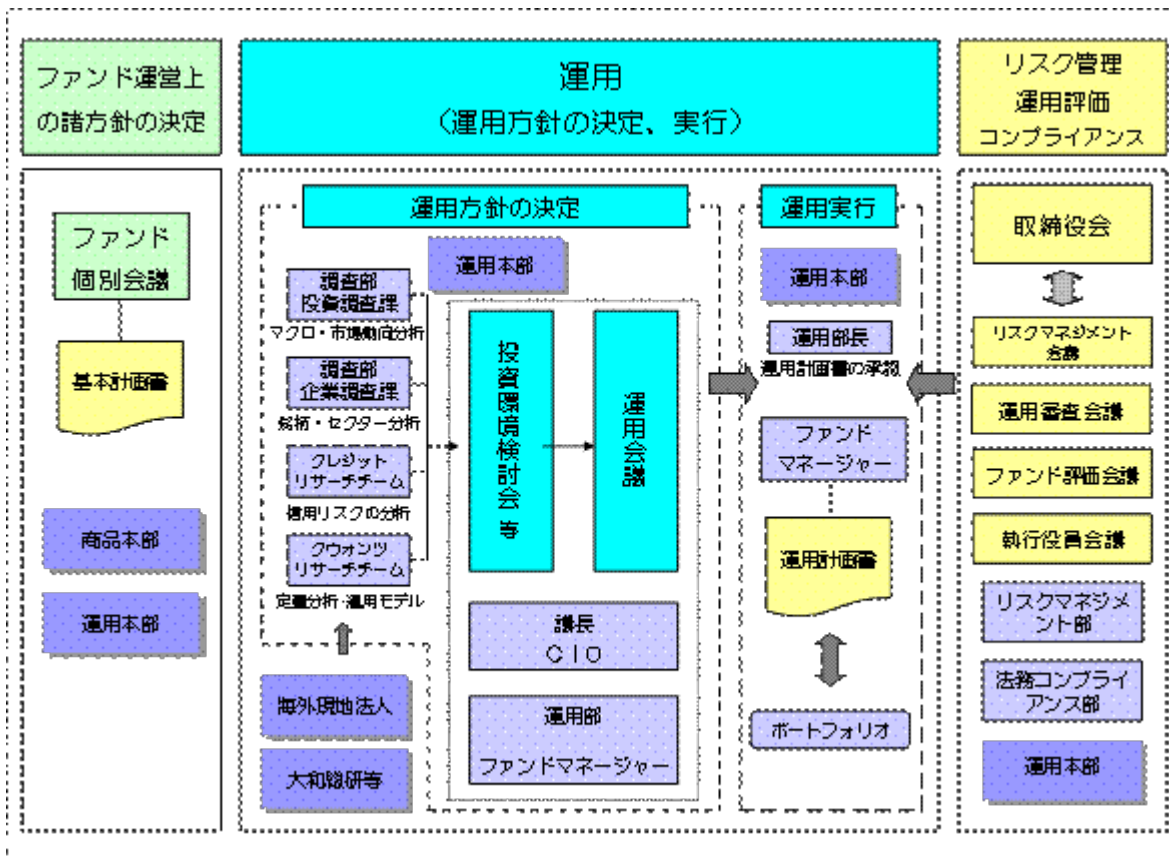 ファンド運営上
の諸方針の決定
運用
（運用方針の決定、実行）
リスク管理
運用評価
コンプライアンス
ファンド
個別会議
基本計画書
商品本部
運用本部
運用方針の決定
運用本部
調査部
投資調査課
マクロ・市場動向分析
調査部
企業調査課
銘柄・セクター分析
クレジット
リサーチチーム
信用リスクの分析
クウォンツ
リサーチチーム
定量分析・運用モデル
海外現地法人
大和総研等
投資環境検討会 等
運用会議
議長
ＣＩＯ
運用部
ファンドマネージャー
運用実行
運用本部
運用部長
運用計画書の承認
ファンド
マネージャー
運用計画書
ポートフォリオ
取締役会
リスクマネジメント
会議
運用審査会議
ファンド評価会議
執行役員会議
リスクマネジメ
ント部
法務コンプライ
アンス部
運用本部